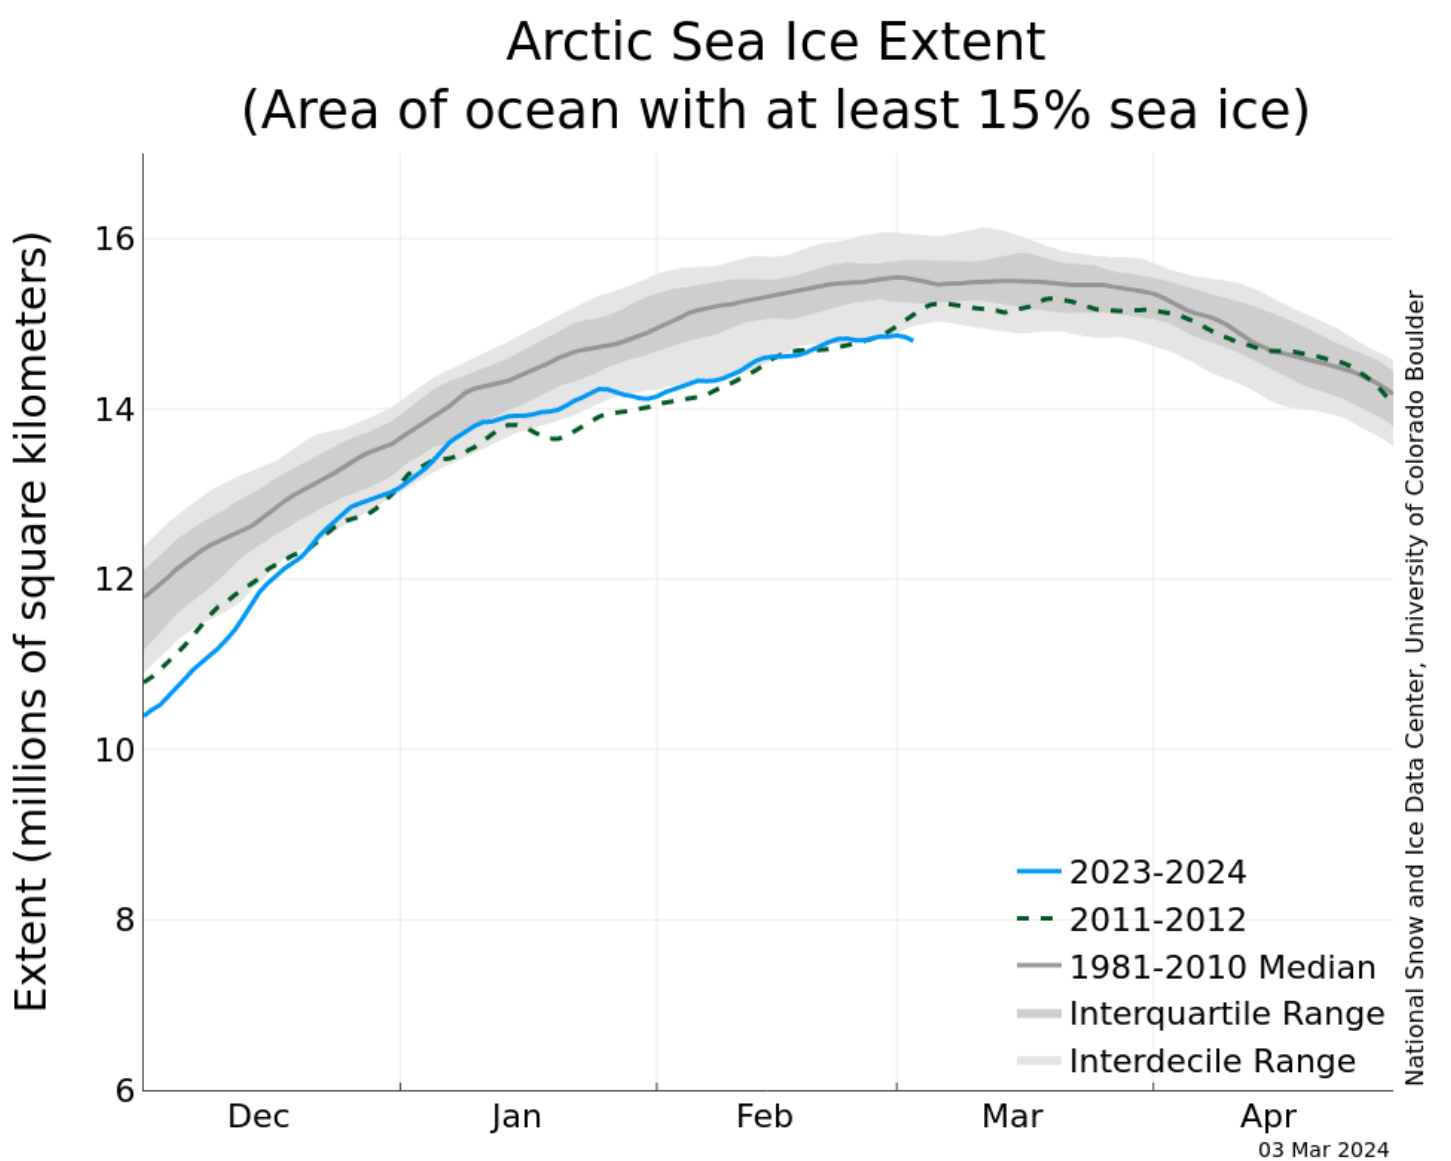 Arctic Sea Ice Extent
(Area of ocean with at least 15% sea ice)
Extent (millions of square kilometers)
16
14
12
10
8
6
Dec
Jan
Feb
Mar
Apr
2023-2024
2011-2012
1981-2010 Median
Interquartile Range
Interdecile Range
National Snow and Ice Data Center, University of Colorado Boulder
03 Mar 2024